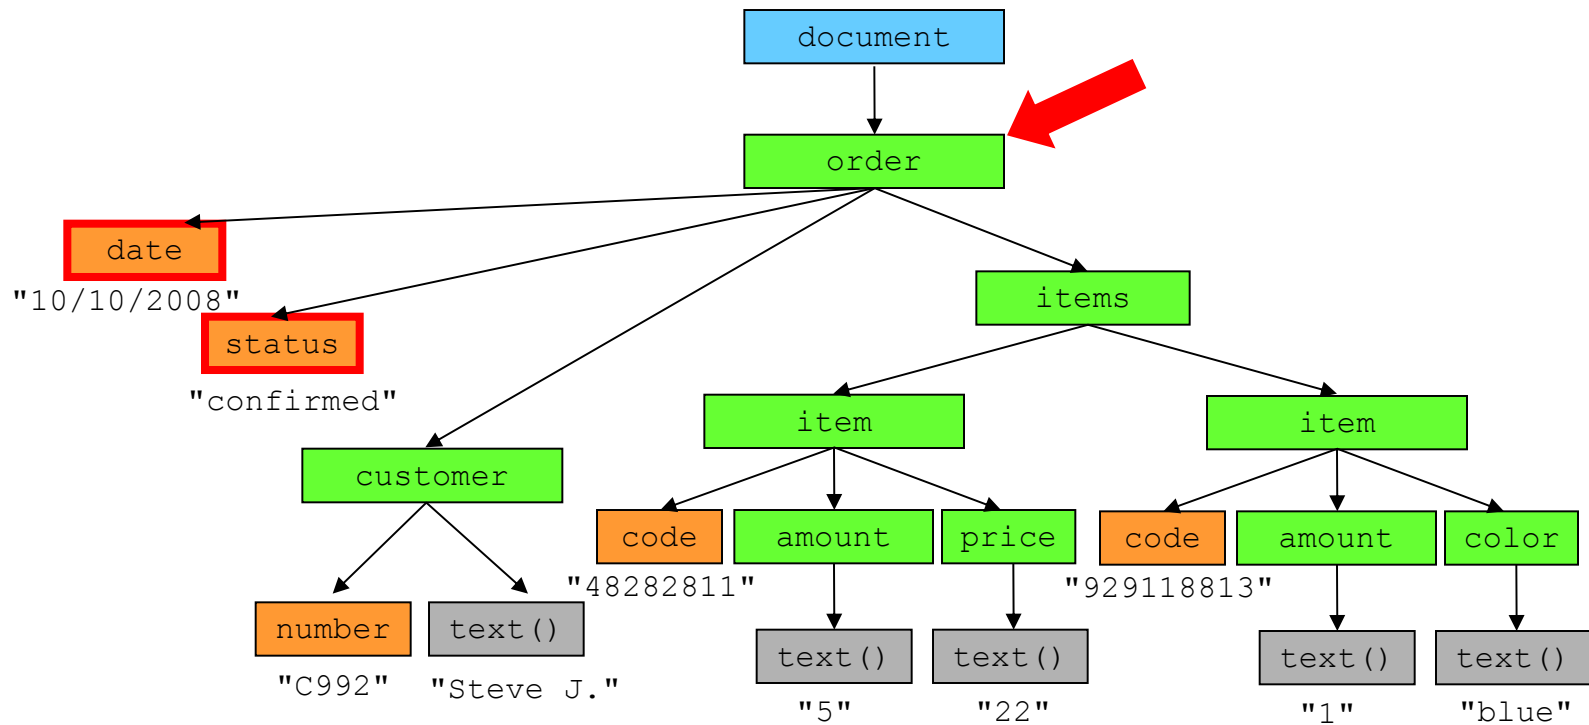 document
order
date
"10/10/2008"
items
status
"confirmed"
item
item
customer
code
amount
price
code
amount
color
"48282811"
"929118813"
number
text()
text()
text()
text()
text()
"C992"
"Steve J."
"5"
"22"
"1"
"blue"